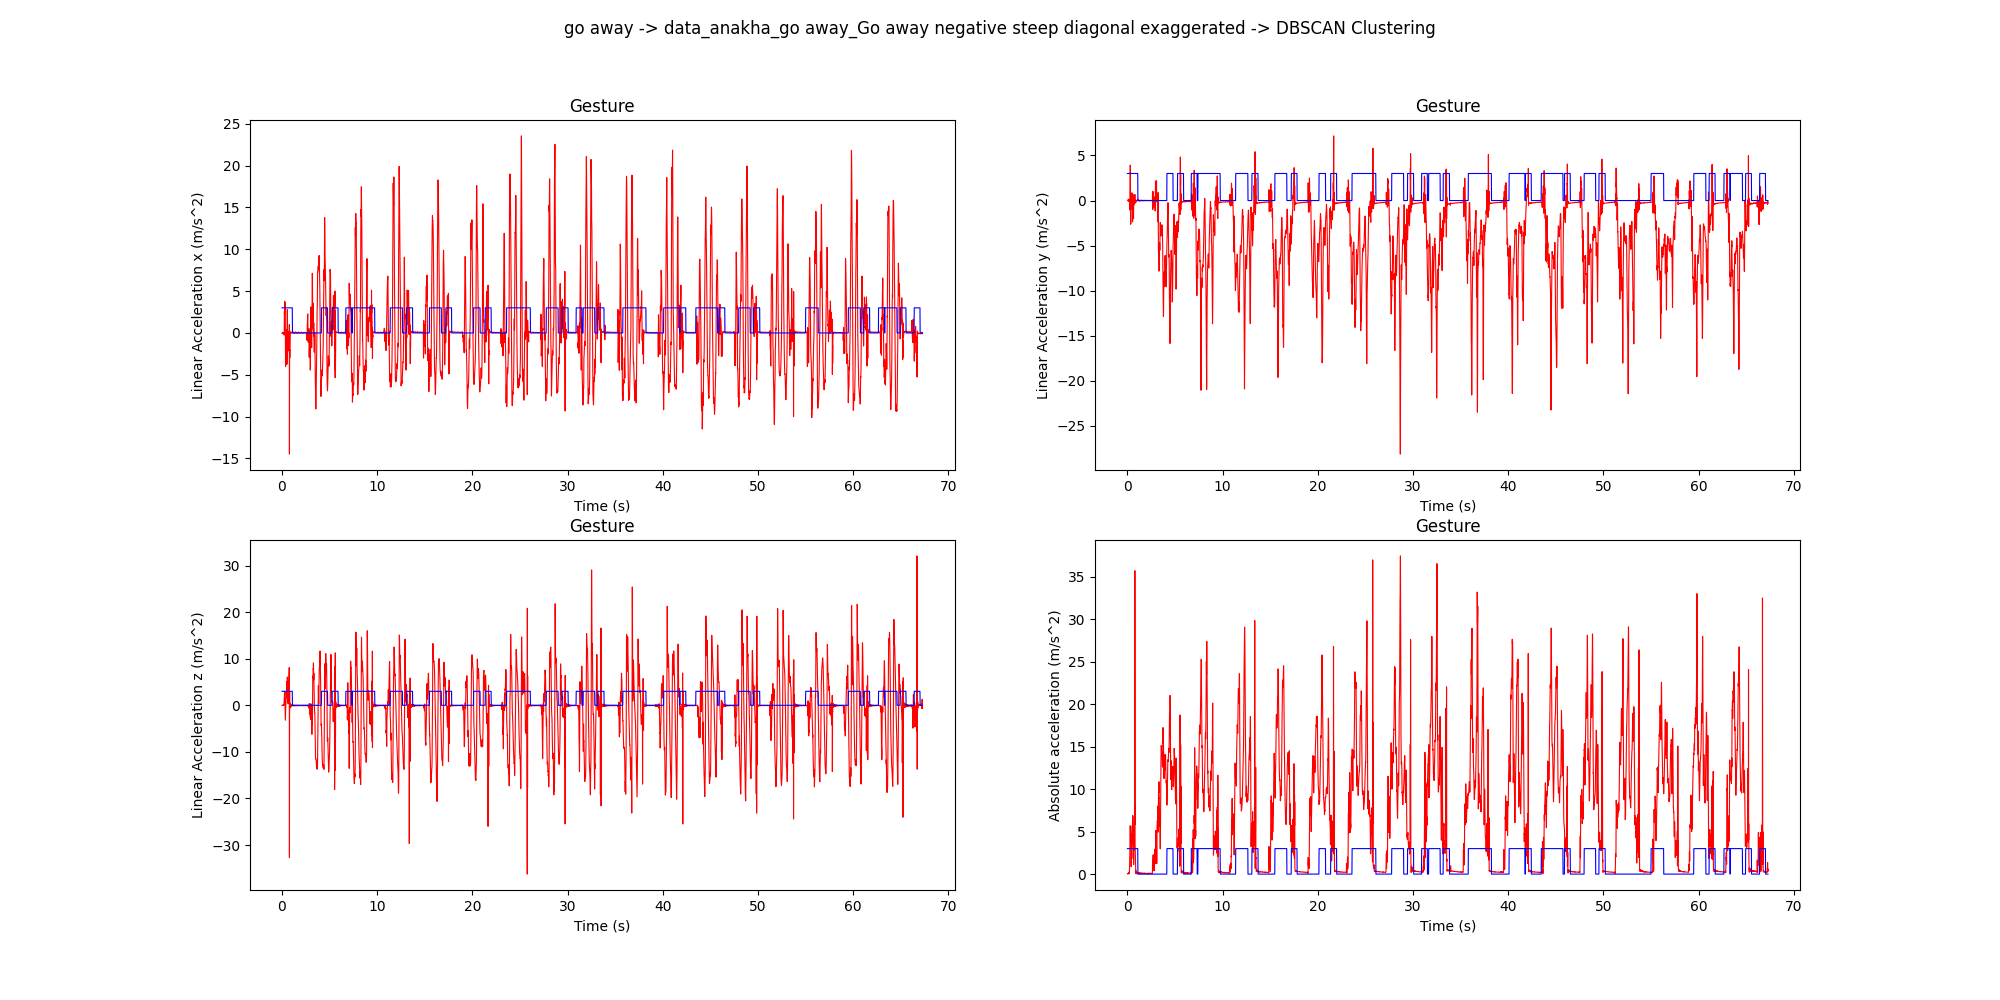 go away -> data_anakha_go away_Go away negative steep diagonal exaggerated -> DBSCAN Clustering
Gesture
Linear Acceleration x (m/s^2)
25
20
15
10
5
0
−5
−10
−15
0 10 20 30 40 50 60 70
Time (s)
Gesture
Linear Acceleration y (m/s^2)
5
0
−5
−10
−15
−20
−25
0 10 20 30 40 50 60 70
Time (s)
Gesture
Linear Acceleration z (m/s^2)
30
20
10
0
−10
−20
−30
0 10 20 30 40 50 60 70
Time (s)
Gesture
Absolute acceleration (m/s^2)
35
30
25
20
15
10
5
0
0 10 20 30 40 50 60 70
Time (s)